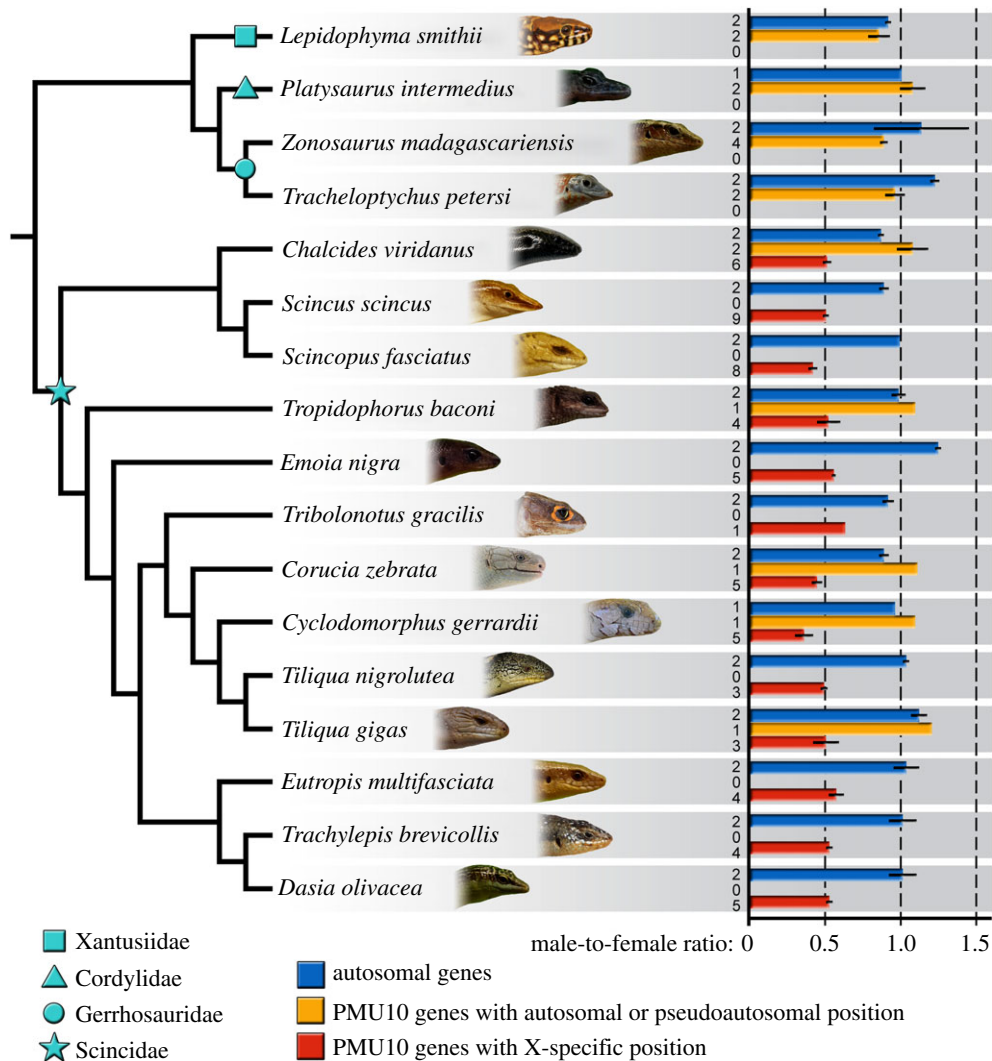 Lepidophyma smithii 2 2 0
Platysaurus intermedius 1 2 0
Zonosaurus madagascariensis 2 4 0
Tracheloptychus petersi 2 2 0
Chalcides viridanus 2 2 6
Scincus scincus 2 0 9
Scincopus fasciatus 2 0 8
Tropidophorus baconi 2 1 4
Emoia nigra 2 0 5
Tribolonotus gracilis 2 0 1
Corucia zebrata 2 1 5
Cyclodomorphus gerrardii 1 1 5
Tiliqua nigrolutea 2 0 3
Tiliqua gigas 2 1 3
Eutropis multifasciata 2 0 4
Trachylepis brevicollis 2 0 4
Dasia olivacea 2 0 5
male-to-female ratio: 0 0.5 1.0 1.5
Xantusiidae
Cordylidae
Gerrhosauridae
Scincidae
autosomal genes
PMU10 genes with autosomal or pseudoautosomal position
PMU10 genes with X-specific position